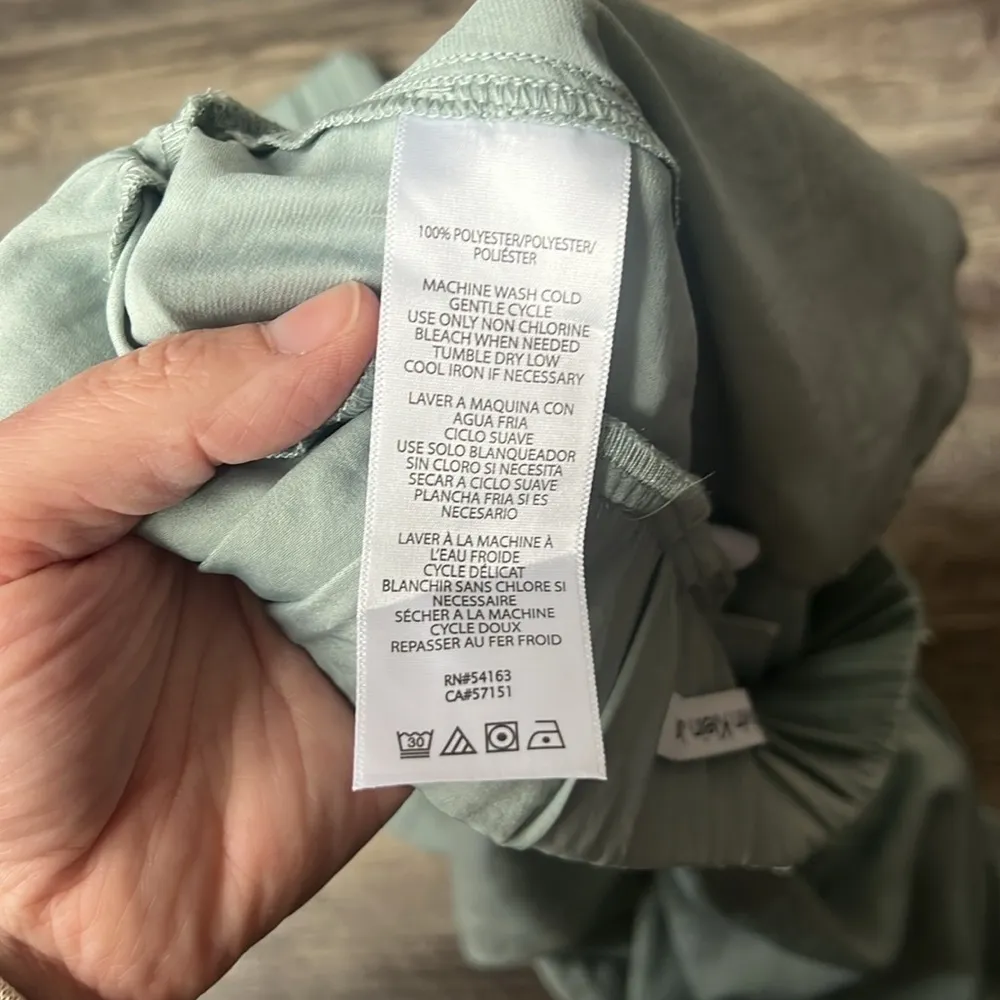 100% POLYESTER/POLYESTER/
POLIÉSTER
MACHINE WASH COLD
GENTLE CYCLE
USE ONLY NON CHLORINE
BLEACH WHEN NEEDED
TUMBLE DRY LOW
COOL IRON IF NECESSARY
LAVER A MAQUINA CON
AGUA FRIA
CICLO SUAVE
USE SOLO BLANQUEADOR
SIN CLORO SI NECESITA
SECAR A CICLO SUAVE
PLANCHA FRIA SI ES
NECESARIO
LAVER À LA MACHINE À
L'EAU FROIDE
CYCLE DÉLICAT
BLANCHIR SANS CHLORE SI
NECESSAIRE
SÉCHER A LA MACHINE
CYCLE DOUX
REPASSER AU FER FROID
RN#54163
CA#57151
30
Klein